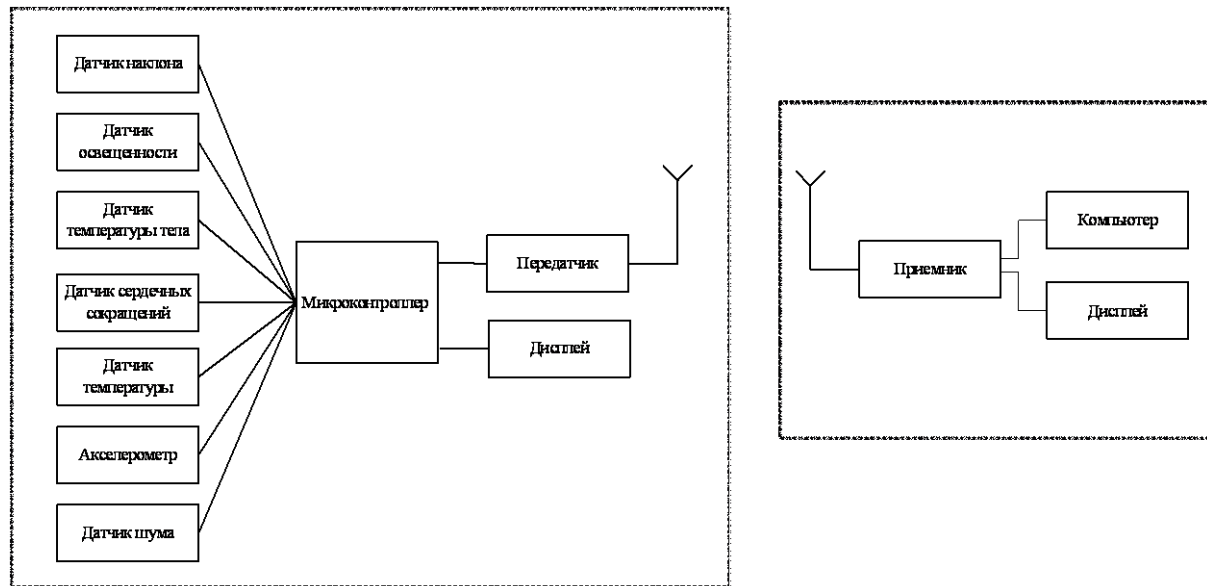 Датчик наклона
Датчик
освещенности
Датчик
температуры тела
Датчик сердечных
сокращений
Датчик
температуры
Акселерометр
Датчик шума
Микроконтроллер
Передатчик
Дисплей
Приемник
Компьютер
Дисплей